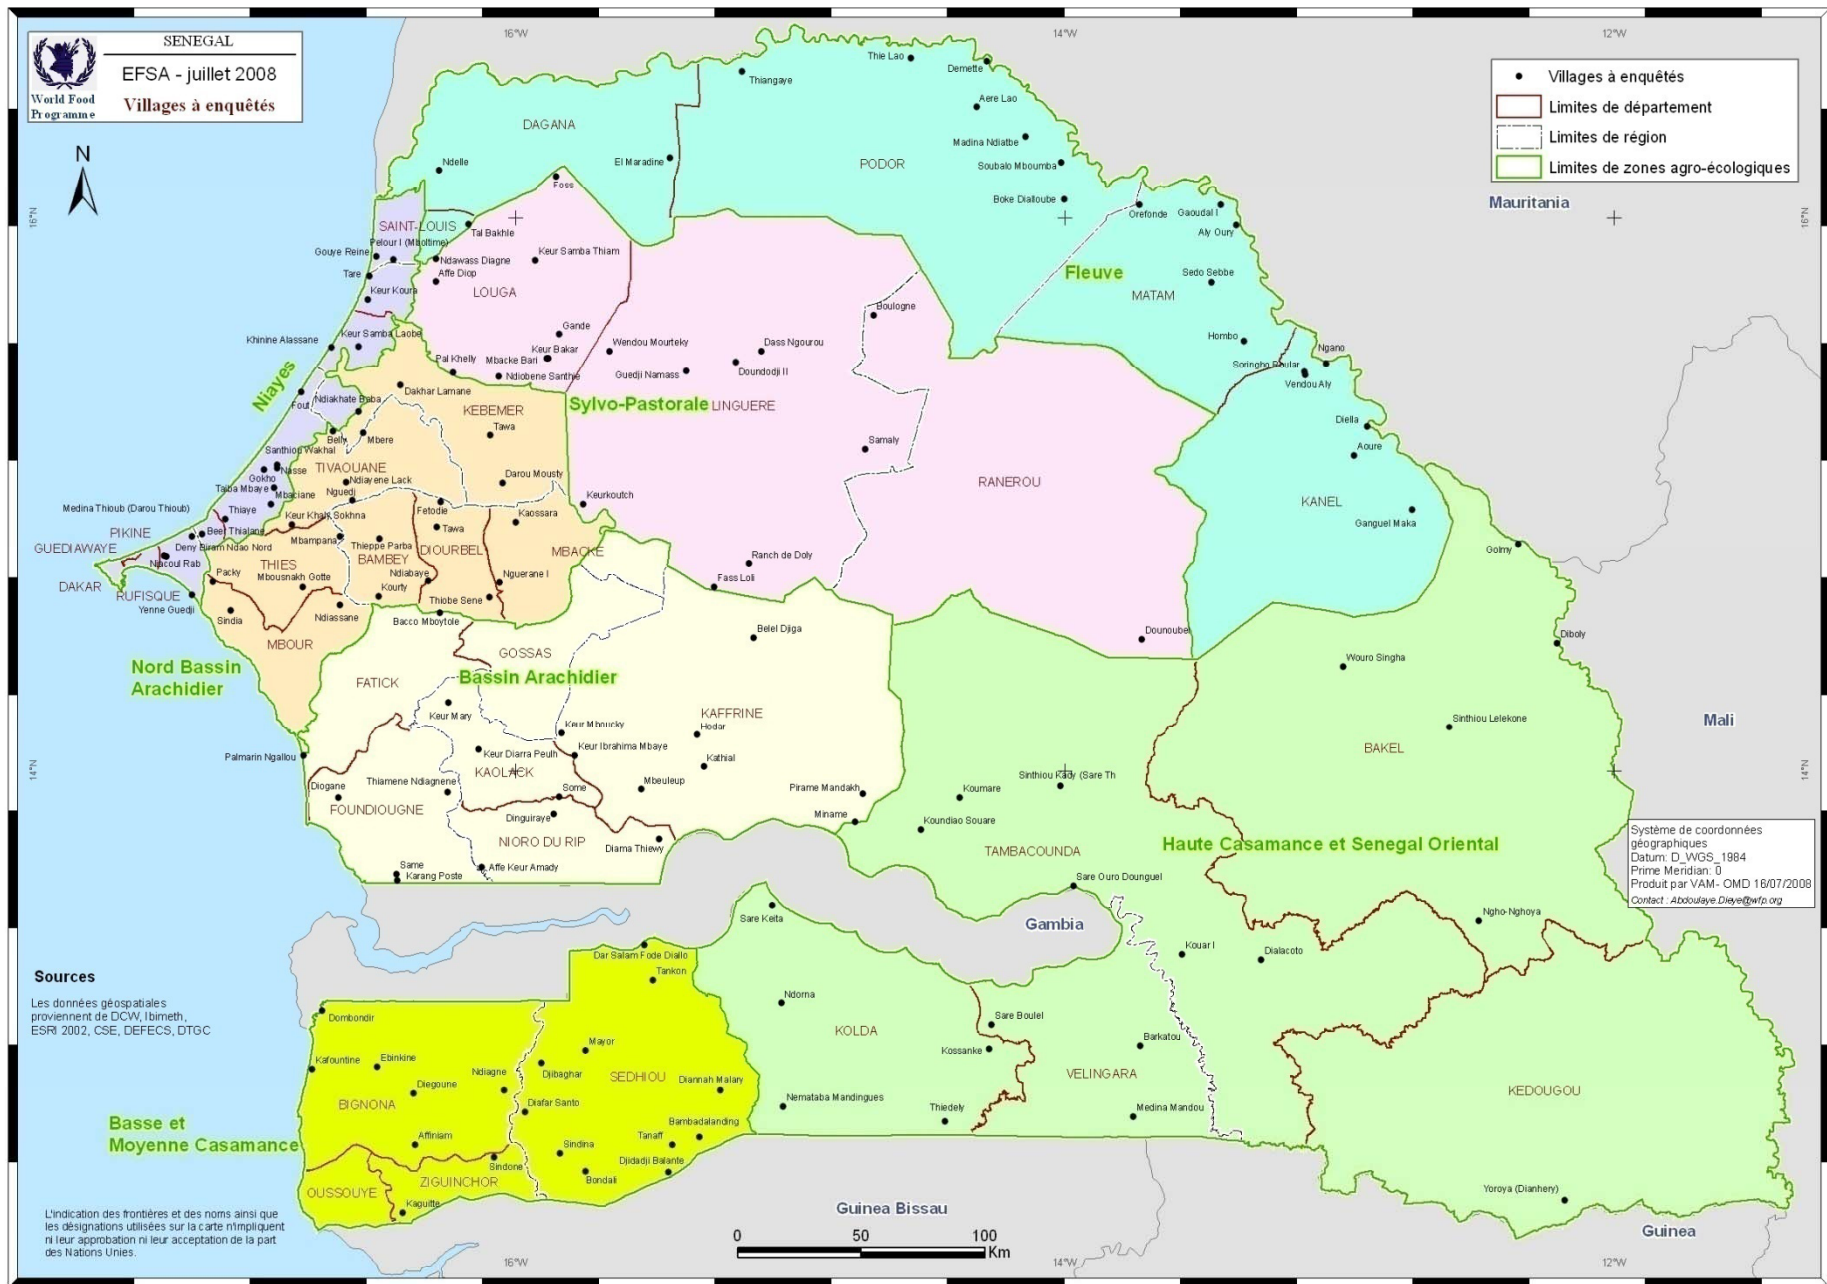 SENEGAL
EFSA - juillet 2008
Villages à enquêtés
World Food
Programme
N
Villages à enquêtés
Limites de département
Limites de région
Limites de zones agro-écologiques
16°W
14°W
12°W
16°N
16°N
14°N
14°N
Mauritania
Mali
Gambia
Guinea Bissau
Guinea
Thie Lao
Demette
Thiangaye
Aere Lao
DAGANA
Madina Ndiatbe
Ndelle
El Maradine
PODOR
Soubalo Mboumba
Foss
Boke Dialloube
Orefonde
Gaoudal I
Aly Oury
SAINT-LOUIS
Tal Bakhle
Pelour I (Mboltime)
Gouye Reine
Ndawass Diagne
Keur Samba Thiam
Tare
Affe Diop
Fleuve
Sedo Sebbe
MATAM
Keur Koura
LOUGA
Boulogne
Gande
Keur Samba Laobe
Khinine Alassane
Hombo
Wendou Mourteky
Dass Ngourou
Keur Bakar
Mbacke Bari
Pal Khelly
Ngano
Doundodji II
Guedji Namass
Ndiobene Santhie
Vendou Aly
Dakhar Lamane
Niayes
Fout
Ndiakhate Baba
KEBEMER
Sylvo-Pastorale
LINGUERE
Tawa
Diella
Belly
Mbere
Aoure
Samaly
Santhiou Wakhal
Nasse
TIVAOUANE
Darou Mousty
Gokho
Ndiayene Lack
RANEROU
Taiba Mbaye
Mbaciane
Nguedj
Keurkoutch
KANEL
Medina Thioub (Darou Thioub)
Thiaye
Keur Khaly Sokhna
Fetodie
Kaossara
Ganguel Maka
PIKINE
Beer Thialane
Mbampana
Tawa
GUEDIAWAYE
Deny Biram Ndao Nord
Thieppe Parba
DIOURBEL
MBACKE
Golmy
Niacoul Rab
THIES
BAMBEY
Ranch de Doly
DAKAR
Packy
Mbousnakh Gotte
Ndiabaye
Nguerane I
Fass Loli
RUFISQUE
Kourty
Yenne Guedji
Thiobe Sene
Sindia
Ndiassane
Bacco Mboytole
Belel Djiga
Dounoubel
Diboly
MBOUR
GOSSAS
Wouro Singha
Nord Bassin
Arachidier
FATICK
Bassin Arachidier
Keur Mary
KAFFRINE
Sinthiou Lelekone
Keur Mboucky
Hodar
BAKEL
Palmarin Ngallou
Keur Diarra Peulh
Keur Ibrahima Mbaye
Kathial
KAOLACK
Sinthiou Kady (Sare Th
Diogane
Thiamene Ndiagnene
Mbeuleup
Some
Pirame Mandakh
Koumare
FOUNDIOUGNE
Dinguiraye
Miname
Koundiao Souare
NIORO DU RIP
Diama Thiewy
TAMBACOUNDA
Haute Casamance et Senegal Oriental
Same
Affe Keur Amady
Karang Poste
Sare Ouro Dounguel
Système de coordonnées
géographiques
Datum: D_WGS_1984
Prime Meridian: 0
Produit par VAM- OMD 16/07/2008
Contact : Abdoulaye.Dieye@wfp.org
Sare Keita
Ngho-Nghoya
Kouar I
Dialacoto
Dar Salam Fode Diallo
Tankon
Sources
Les données géospatiales
proviennent de DCW, Ibimeth,
ESRI 2002, CSE, DEFECS, DTGC
Dombondir
Ndorna
KOLDA
Sare Boulel
Mayor
Kossanke
Barkatou
Kafountine
Ebinkine
Djibaghar
SEDHIOU
VELINGARA
Ndiagne
Diegoune
Diannah Malary
KEDOUGOU
BIGNONA
Diafar Santo
Nemataba Mandingues
Thiedely
Medina Mandou
Basse et
Moyenne Casamance
Affiniam
Bambadalanding
Tanaff
Sindina
Djidadji Balante
Sindone
Bondali
OUSSOUYE
ZIGUINCHOR
Kaguitte
Yoroya (Dianhery)
L'indication des frontières et des noms ainsi que
les désignations utilisées sur la carte n'impliquent
ni leur approbation ni leur acceptation de la part
des Nations Unies.
0 50 100
Km
16°W
14°W
12°W